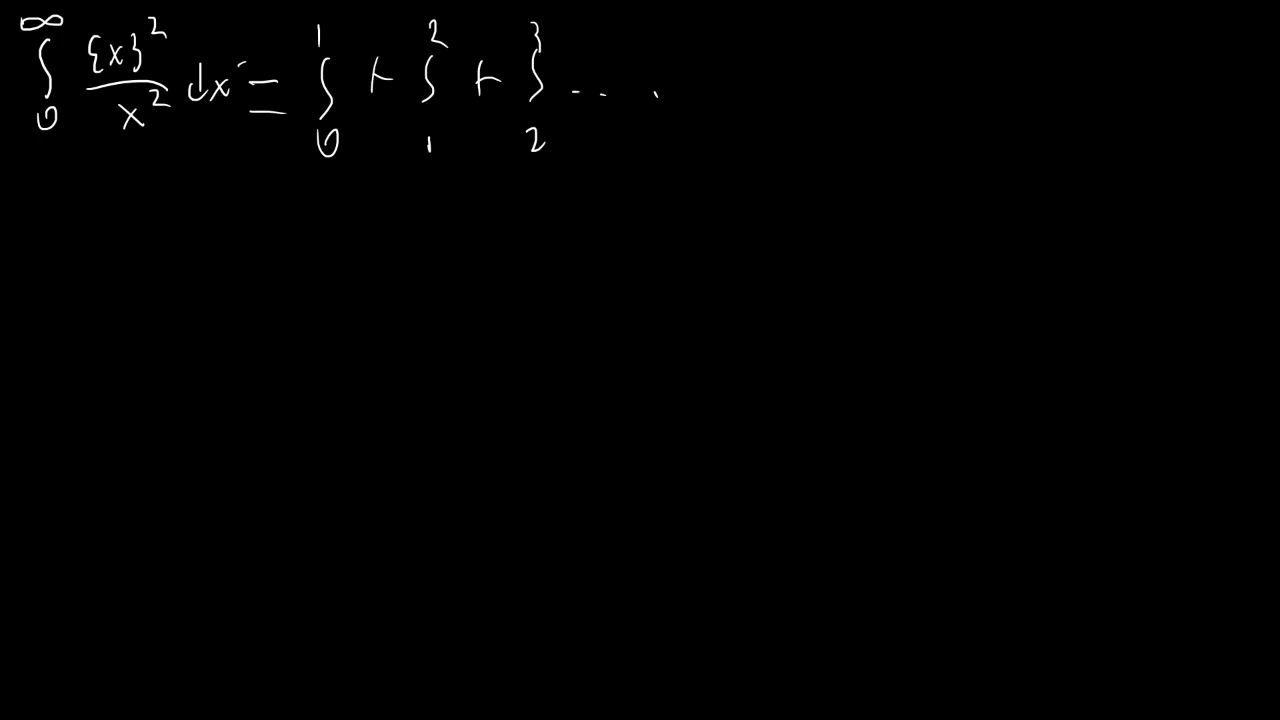 ∫₀^∞ {x}²/x² dx = ∫₀¹ + ∫₁² + ∫₂³ ....